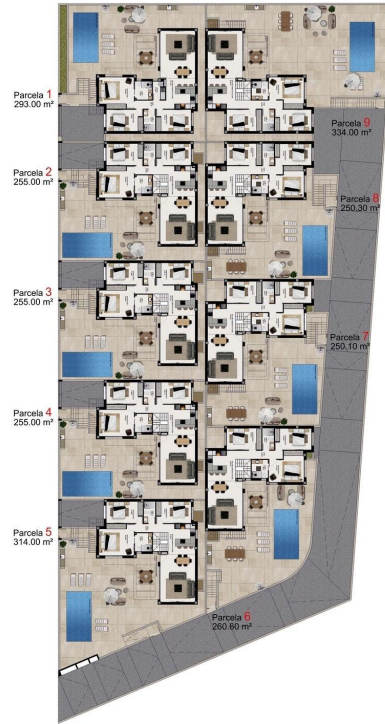 Parcela 1
293.00 m²
Parcela 9
334.00 m²
Parcela 2
255.00 m²
Parcela 8
250.30 m²
Parcela 3
255.00 m²
Parcela 7
250.10 m²
Parcela 4
255.00 m²
Parcela 5
314.00 m²
Parcela 6
260.60 m²